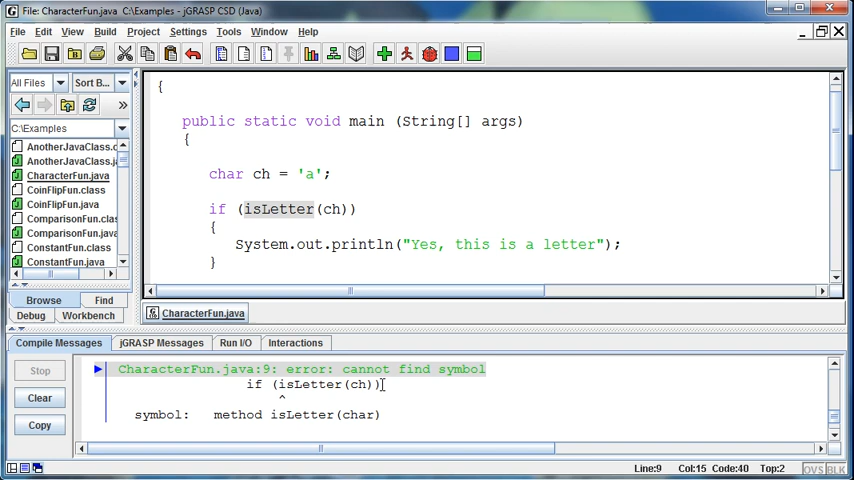 File: CharacterFun.java  C:\Examples - jGRASP CSD (Java)
File Edit View Build Project Settings Tools Window Help
All Files Sort B...
C:\Examples
AnotherJavaClass.c
AnotherJavaClass.ja
CharacterFun.java
CoinFlipFun.class
CoinFlipFun.java
ComparisonFun.clas
ComparisonFun.java
ConstantFun.class
ConstantFun.java
Browse Find
Debug Workbench
{
public static void main (String[] args)
{
char ch = 'a';
if (isLetter(ch))
{
System.out.println("Yes, this is a letter");
}
CharacterFun.java
Compile Messages jGRASP Messages Run I/O Interactions
Stop
Clear
Copy
CharacterFun.java:9: error: cannot find symbol
if (isLetter(ch))
^
symbol:   method isLetter(char)
Line:9 Col:15 Code:40 Top:2 OVS BLK